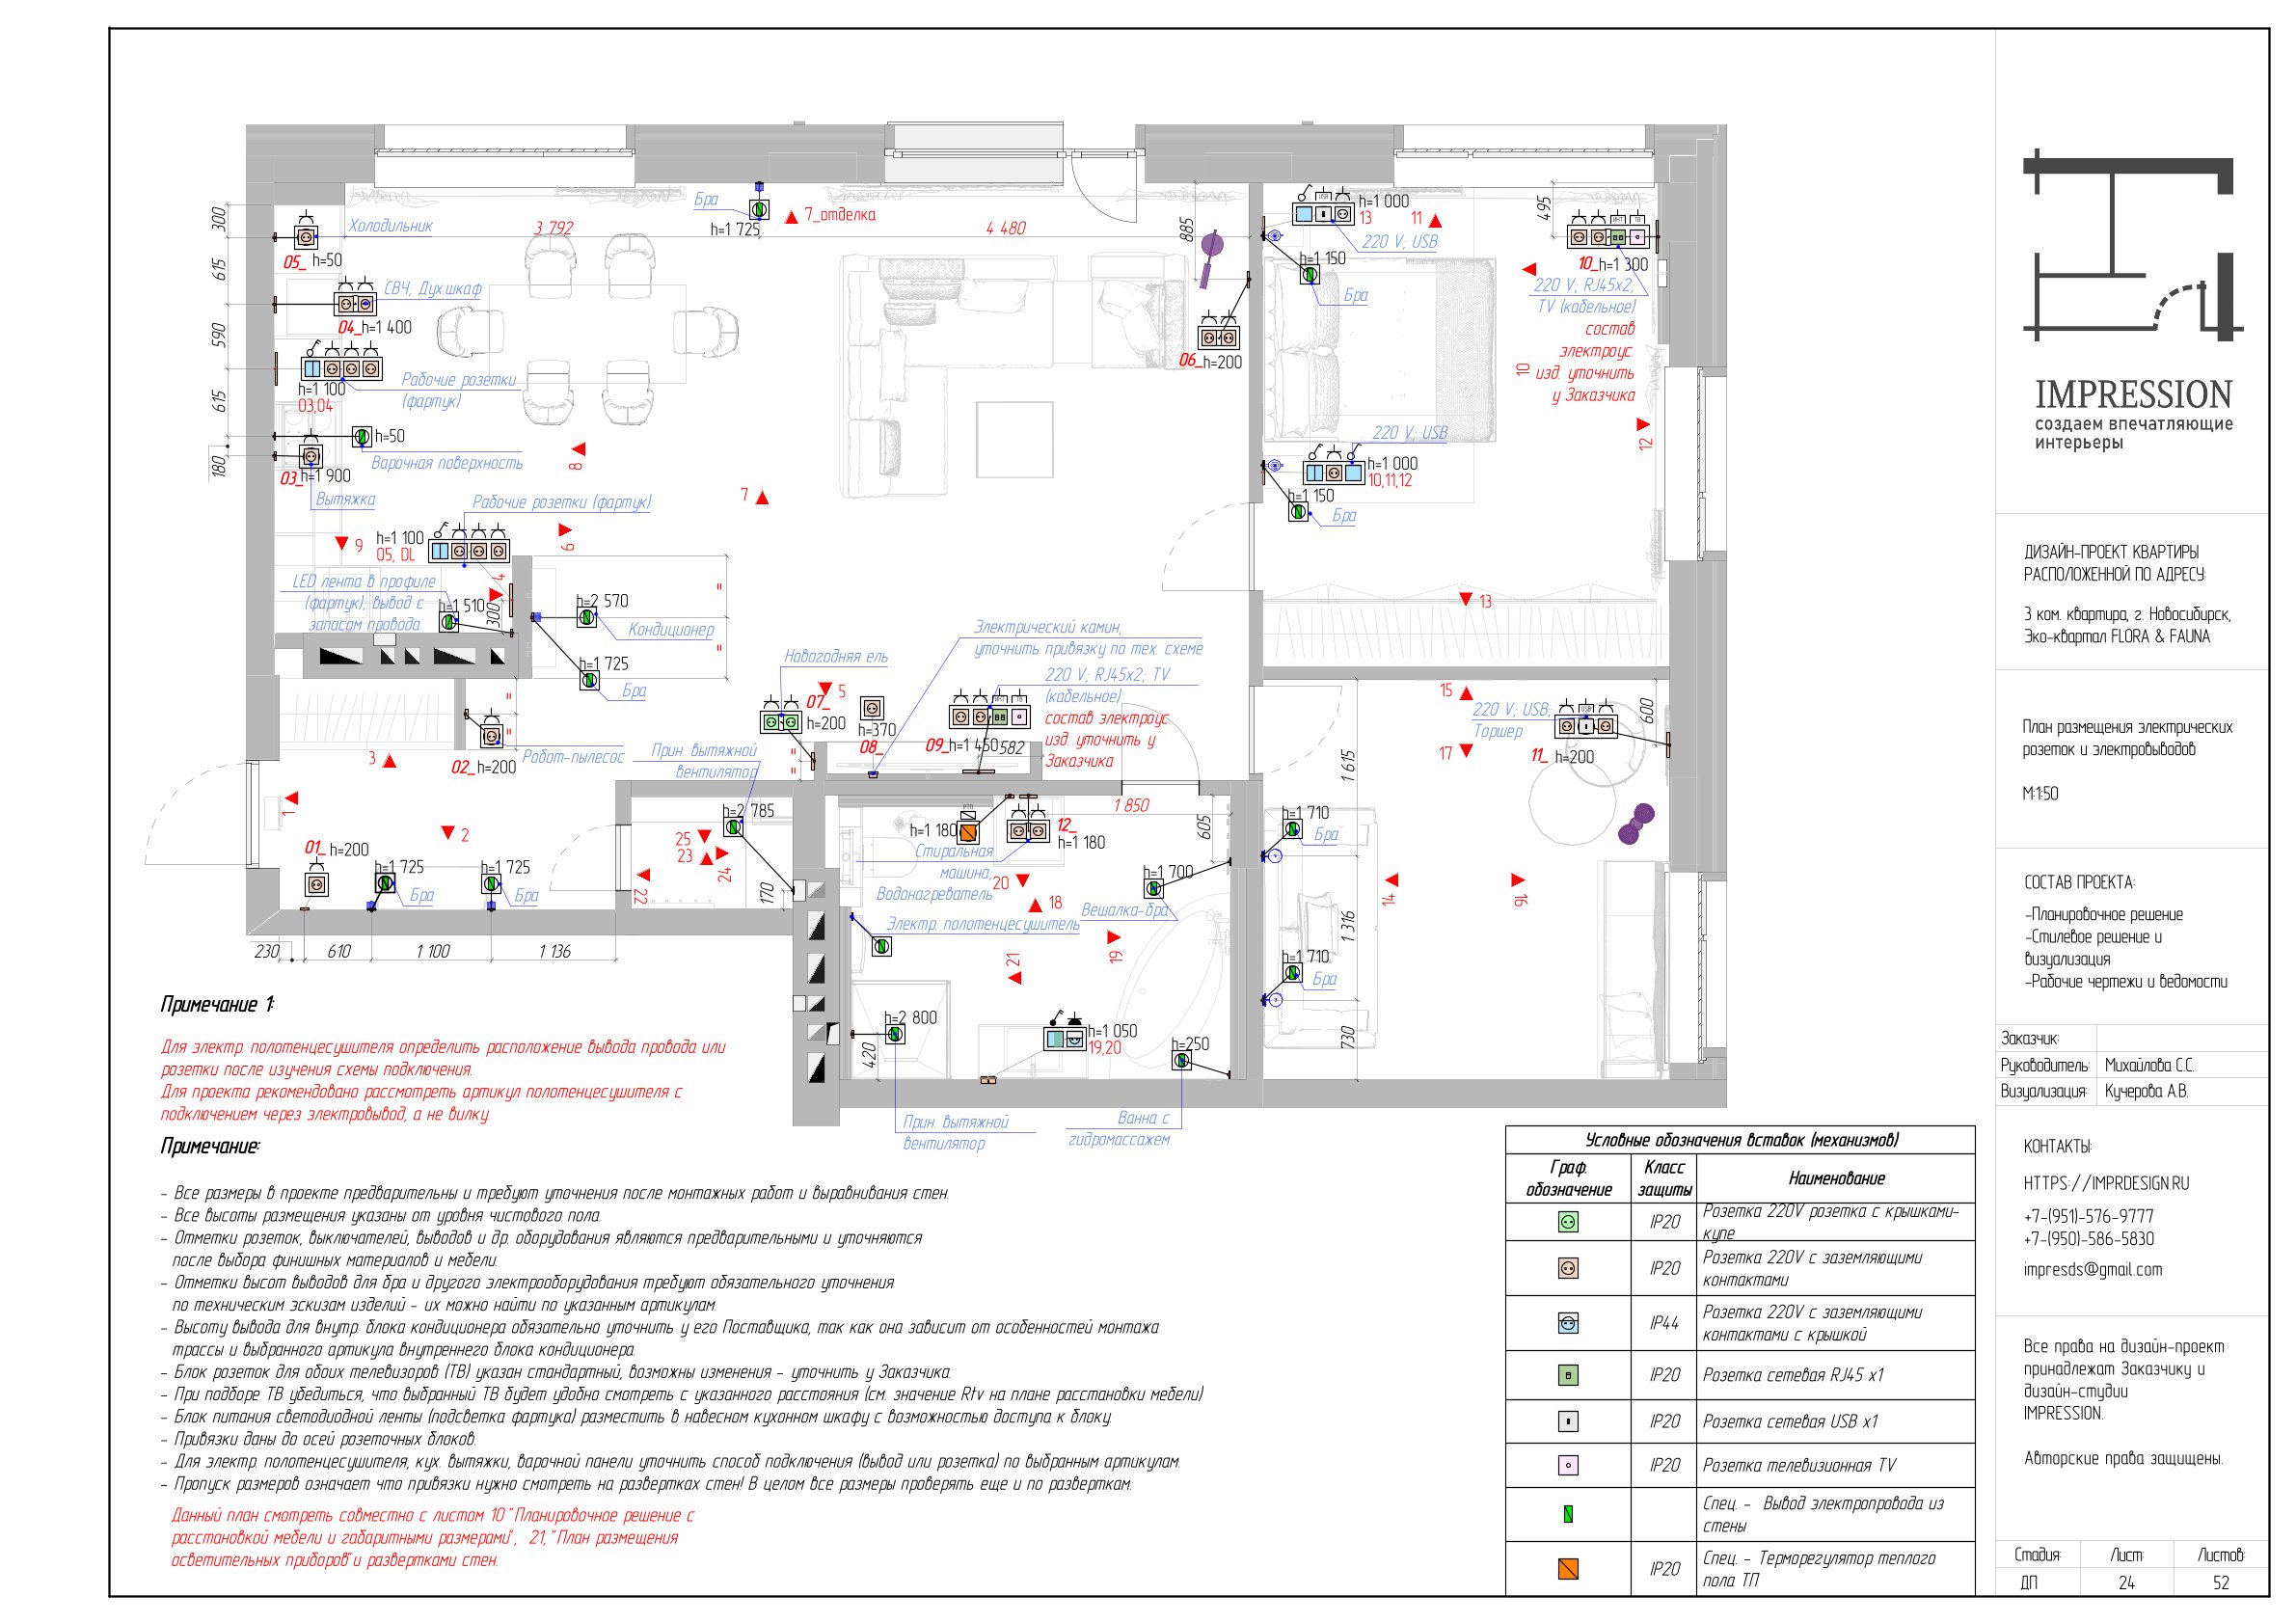 300
615
590
615
180
Холодильник
05_ h=50
СВЧ, Дух.шкаф
04_h=1 400
h=1 100
03,04
Рабочие розетки
(фартук)
h=50
Варочная поверхность
03_h=1 900
Вытяжка
Рабочие розетки (фартук)
h=1 100
05, DL
9
LED лента в профиле
(фартук), вывод с
запасом провода
h=1 510
300
4
3 792
Бра
h=1 725
7_отделка
4 480
885
8
7
6
06_h=200
h=2 570
Кондиционер
h=1 725
Бра
=
=
USB
h=1 000
13
11
220 V; USB
h=1 150
Бра
495
ИНТ
ТВ
10_h=1 300
220 V; RJ45x2;
TV (кабельное)
состав
электроус.
изд. уточнить
у Заказчика
10
12
220 V; USB
h=1 000
10,11,12
h=1 150
Бра
13
Электрический камин,
уточнить привязку по тех. схеме
Новогодняя ель
5
07_
h=200
h=370
08_
220 V; RJ45x2; TV
(кабельное)
ИНТ
ТВ
09_h=1 450
582
состав электроус.
изд. уточнить у
Заказчика
=
=
=
=
02_h=200
Робот-пылесос
Прин. вытяжной
вентилятор
3
1
2
01_ h=200
h=1 725
Бра
h=1 725
Бра
230
610
1 100
1 136
h=2 785
25
23
24
22
170
РТП
h=1 180
12_
h=1 180
1 850
605
Стиральная
машина;
Водонагреватель
20
18
h=1 700
Вешалка-бра
Электр. полотенцесушитель
19
21
h=2 800
420
h=1 050
19,20
h=250
Прин. вытяжной
вентилятор
Ванна с
гидромассажем
15
17
220 V; USB;
Торшер
USB
11_ h=200
600
1 615
h=1 710
Бра
14
16
1 316
h=1 710
Бра
730
Примечание 1:
Для электр. полотенцесушителя определить расположение вывода провода или
розетки после изучения схемы подключения.
Для проекта рекомендовано рассмотреть артикул полотенцесушителя с
подключением через электровывод, а не вилку
Примечание:
- Все размеры в проекте предварительны и требуют уточнения после монтажных работ и выравнивания стен.
- Все высоты размещения указаны от уровня чистового пола.
- Отметки розеток, выключателей, выводов и др. оборудования являются предварительными и уточняются
после выбора финишных материалов и мебели.
- Отметки высот выводов для бра и другого электрооборудования требуют обязательного уточнения
по техническим эскизам изделий - их можно найти по указанным артикулам.
- Высоту вывода для внутр. блока кондиционера обязательно уточнить у его Поставщика, так как она зависит от особенностей монтажа
трассы и выбранного артикула внутреннего блока кондиционера.
- Блок розеток для обоих телевизоров (ТВ) указан стандартный, возможны изменения - уточнить у Заказчика.
- При подборе ТВ убедиться, что выбранный ТВ будет удобно смотреть с указанного расстояния (см. значение Rtv на плане расстановки мебели)
- Блок питания светодиодной ленты (подсветка фартука) разместить в навесном кухонном шкафу с возможностью доступа к блоку.
- Привязки даны до осей розеточных блоков.
- Для электр. полотенцесушителя, кух. вытяжки, варочной панели уточнить способ подключения (вывод или розетка) по выбранным артикулам.
- Пропуск размеров означает что привязки нужно смотреть на развертках стен! В целом все размеры проверять еще и по разверткам.
Данный план смотреть совместно с листом 10 "Планировочное решение с
расстановкой мебели и габаритными размерами", 21, "План размещения
осветительных приборов" и развертками стен.
Условные обозначения вставок (механизмов)
Граф. обозначение
Класс защиты
Наименование
IP20
Розетка 220V розетка с крышками-
купе
IP20
Розетка 220V с заземляющими
контактами
IP44
Розетка 220V с заземляющими
контактами с крышкой
IP20
Розетка сетевая RJ45 x1
IP20
Розетка сетевая USB x1
IP20
Розетка телевизионная TV
Спец. - Вывод электропровода из
стены
IP20
Спец. - Терморегулятор теплого
пола ТП
IMPRESSION
создаем впечатляющие
интерьеры
ДИЗАЙН-ПРОЕКТ КВАРТИРЫ
РАСПОЛОЖЕННОЙ ПО АДРЕСУ:
3 ком. квартира, г. Новосибирск,
Эко-квартал FLORA & FAUNA
План размещения электрических
розеток и электровыводов
М:1:50
СОСТАВ ПРОЕКТА:
-Планировочное решение
-Стилевое решение и
визуализация
-Рабочие чертежи и ведомости
Заказчик:
Руководитель: Михайлова С.С.
Визуализация: Кучерова А.В.
КОНТАКТЫ:
HTTPS://IMPRDESIGN.RU
+7-(951)-576-9777
+7-(950)-586-5830
impresds@gmail.com
Все права на дизайн-проект
принадлежат Заказчику и
дизайн-студии
IMPRESSION.
Авторские права защищены.
Стадия: Лист: Листов:
ДП 24 52